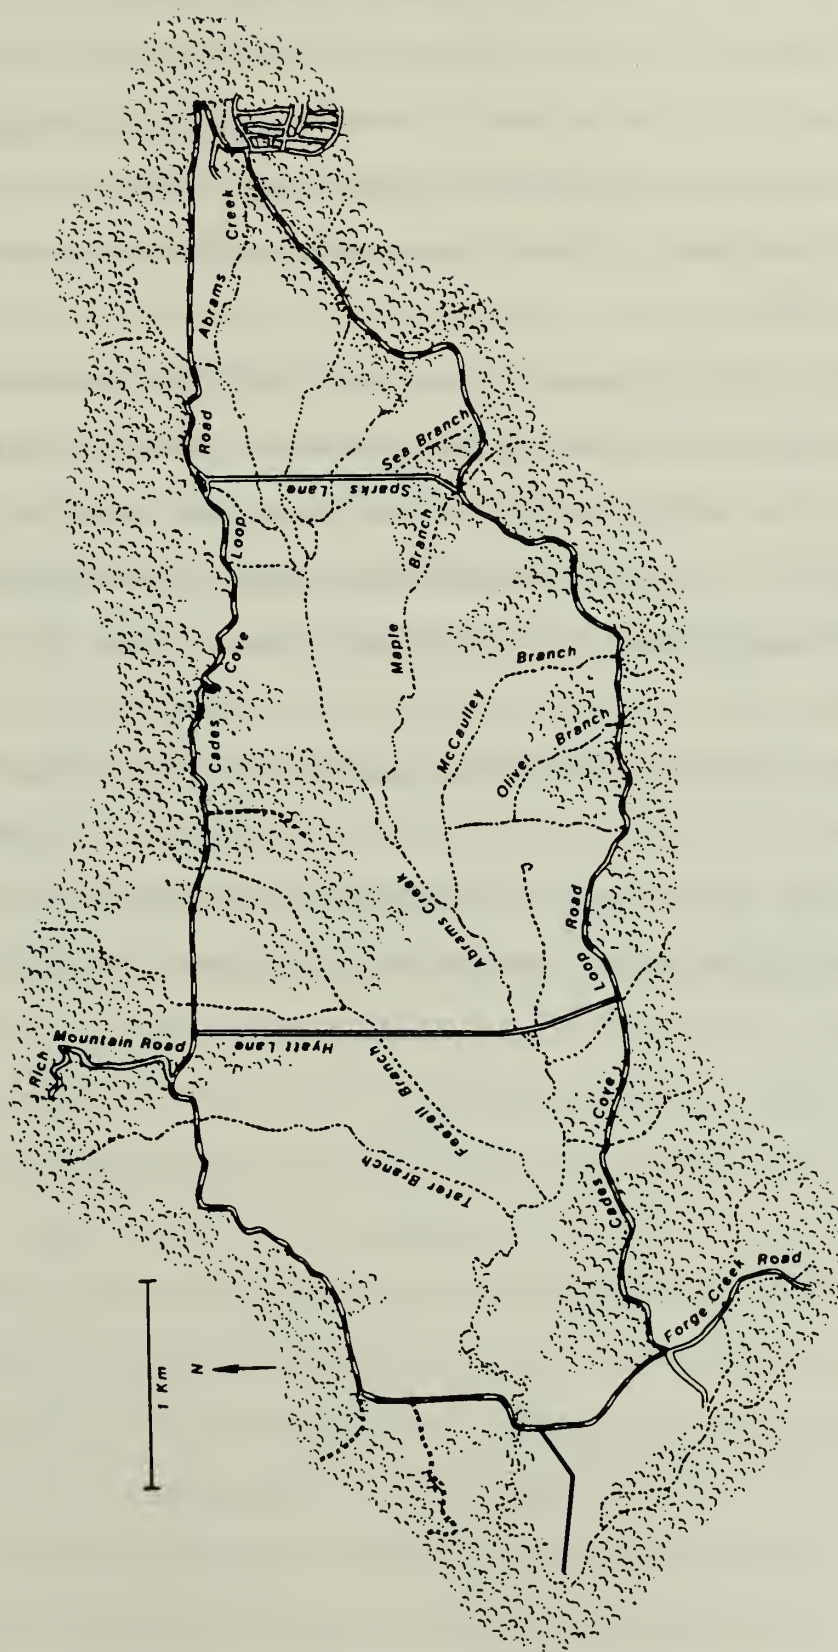 Abrams Creek
Cades Cove Loop Road
Sparks Lane
Sea Branch
Maple Branch
McCaulley Branch
Oliver Branch
Abrams Creek
C
Rich Mountain Road
Hyatt Lane
Feezell Branch
Tater Branch
Cades Cove Loop Road
Forge Creek Road
N
1 Km